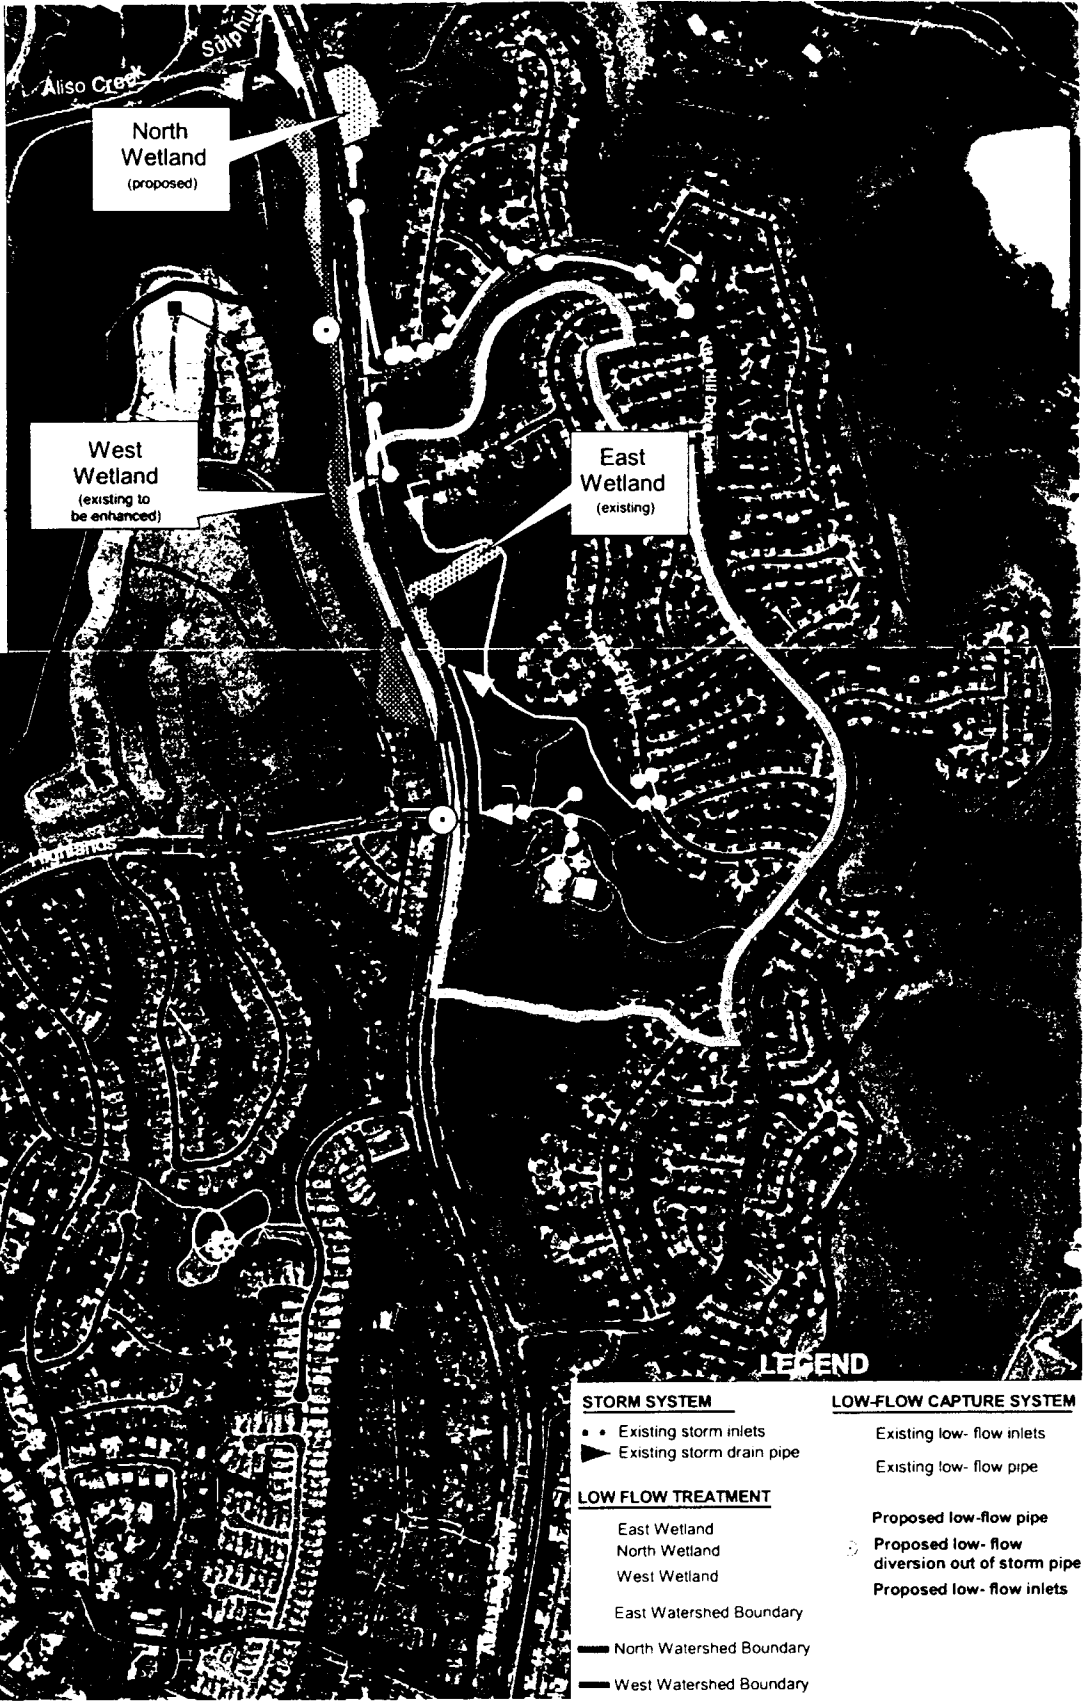 Sulphur
Aliso Creek
North
Wetland
(proposed)
West
Wetland
(existing to
be enhanced)
East
Wetland
(existing)
Highlands
LEGEND
STORM SYSTEM
Existing storm inlets
Existing storm drain pipe
LOW FLOW TREATMENT
East Wetland
North Wetland
West Wetland
East Watershed Boundary
North Watershed Boundary
West Watershed Boundary
LOW-FLOW CAPTURE SYSTEM
Existing low- flow inlets
Existing low- flow pipe
Proposed low-flow pipe
Proposed low- flow
diversion out of storm pipe
Proposed low- flow inlets